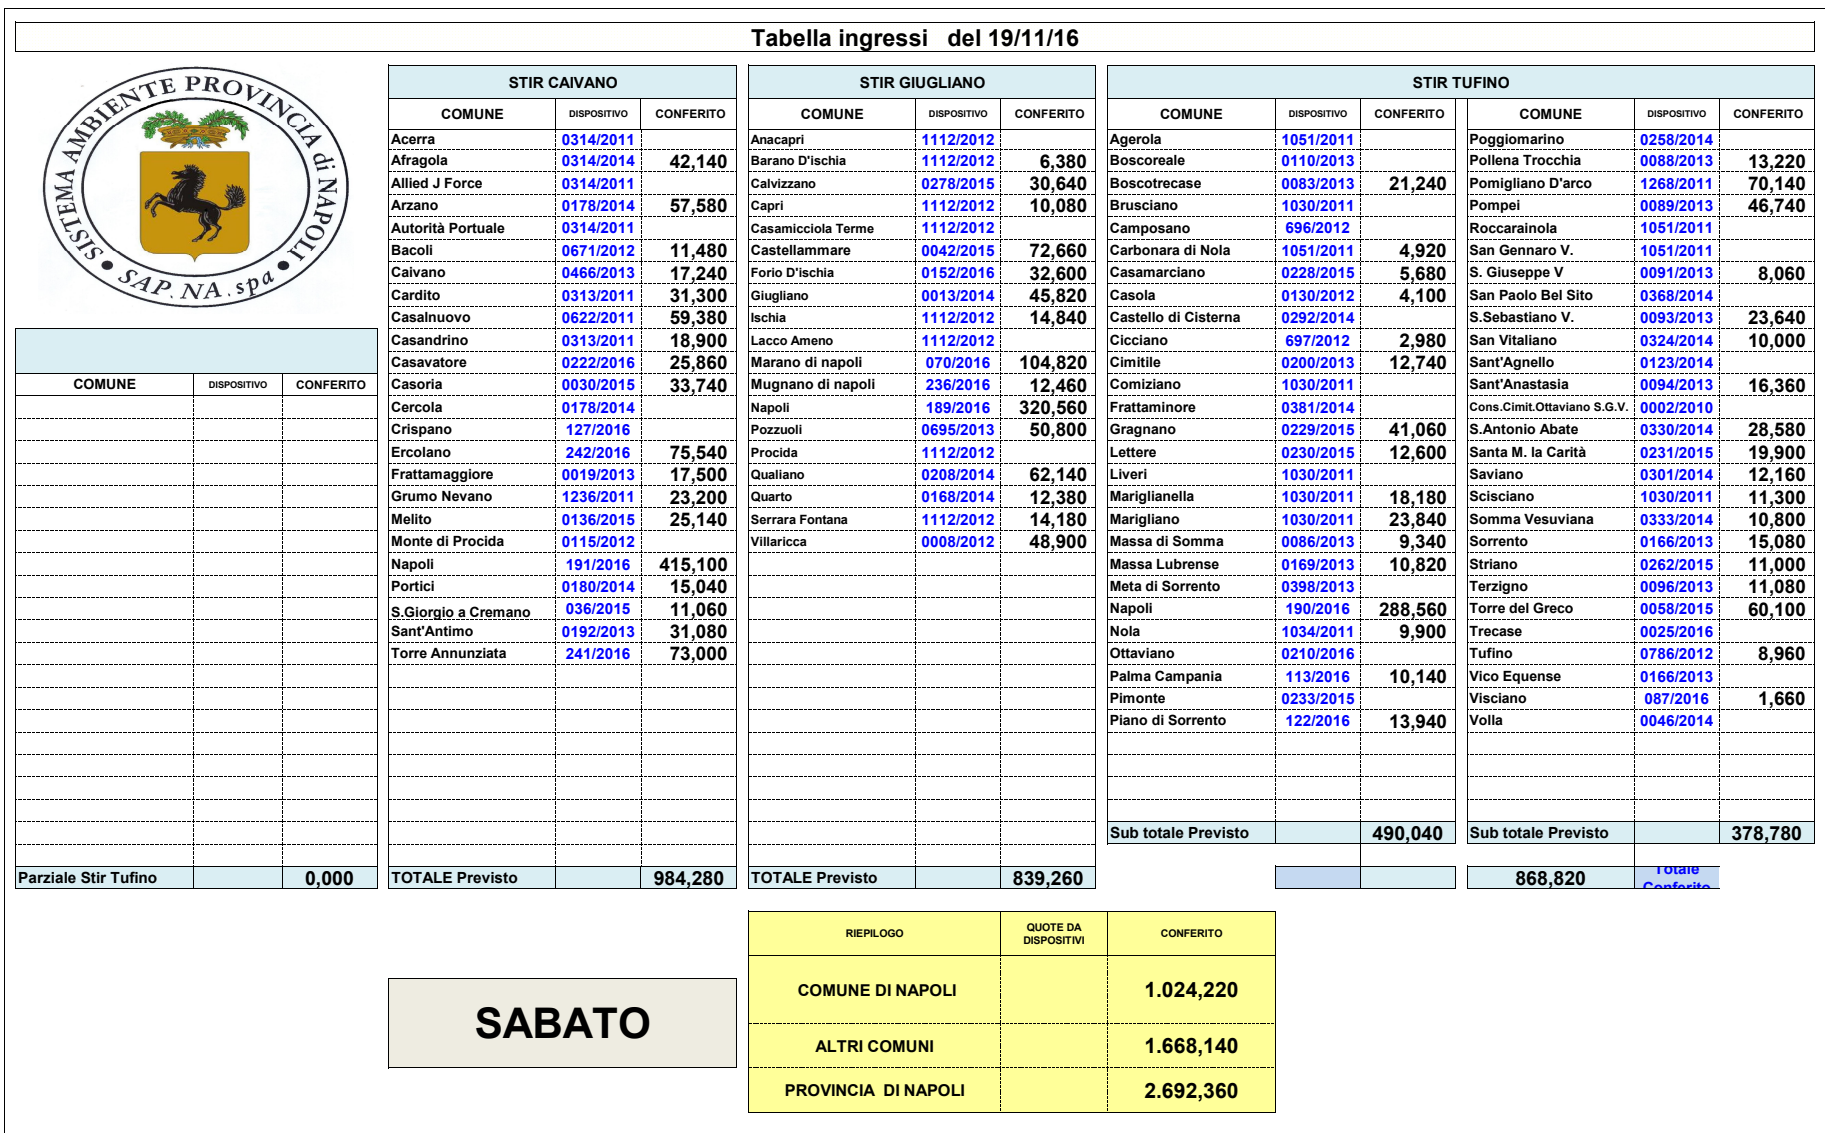 Tabella ingressi del 19/11/16
SISTEMA AMBIENTE PROVINCIA di NAPOLI
SAP.NA.spa
COMUNE DISPOSITIVO CONFERITO
Parziale Stir Tufino 0,000
STIR CAIVANO
COMUNE DISPOSITIVO CONFERITO
Acerra 0314/2011
Afragola 0314/2014 42,140
Allied J Force 0314/2011
Arzano 0178/2014 57,580
Autorità Portuale 0314/2011
Bacoli 0671/2012 11,480
Caivano 0466/2013 17,240
Cardito 0313/2011 31,300
Casalnuovo 0622/2011 59,380
Casandrino 0313/2011 18,900
Casavatore 0222/2016 25,860
Casoria 0030/2015 33,740
Cercola 0178/2014
Crispano 127/2016
Ercolano 242/2016 75,540
Frattamaggiore 0019/2013 17,500
Grumo Nevano 1236/2011 23,200
Melito 0136/2015 25,140
Monte di Procida 0115/2012
Napoli 191/2016 415,100
Portici 0180/2014 15,040
S.Giorgio a Cremano 036/2015 11,060
Sant'Antimo 0192/2013 31,080
Torre Annunziata 241/2016 73,000
TOTALE Previsto 984,280
STIR GIUGLIANO
COMUNE DISPOSITIVO CONFERITO
Anacapri 1112/2012
Barano D'ischia 1112/2012 6,380
Calvizzano 0278/2015 30,640
Capri 1112/2012 10,080
Casamicciola Terme 1112/2012
Castellammare 0042/2015 72,660
Forio D'ischia 0152/2016 32,600
Giugliano 0013/2014 45,820
Ischia 1112/2012 14,840
Lacco Ameno 1112/2012
Marano di napoli 070/2016 104,820
Mugnano di napoli 236/2016 12,460
Napoli 189/2016 320,560
Pozzuoli 0695/2013 50,800
Procida 1112/2012
Qualiano 0208/2014 62,140
Quarto 0168/2014 12,380
Serrara Fontana 1112/2012 14,180
Villaricca 0008/2012 48,900
TOTALE Previsto 839,260
STIR TUFINO
COMUNE DISPOSITIVO CONFERITO
Agerola 1051/2011
Boscoreale 0110/2013
Boscotrecase 0083/2013 21,240
Brusciano 1030/2011
Camposano 696/2012
Carbonara di Nola 1051/2011 4,920
Casamarciano 0228/2015 5,680
Casola 0130/2012 4,100
Castello di Cisterna 0292/2014
Cicciano 697/2012 2,980
Cimitile 0200/2013 12,740
Comiziano 1030/2011
Frattaminore 0381/2014
Gragnano 0229/2015 41,060
Lettere 0230/2015 12,600
Liveri 1030/2011
Mariglianella 1030/2011 18,180
Marigliano 1030/2011 23,840
Massa di Somma 0086/2013 9,340
Massa Lubrense 0169/2013 10,820
Meta di Sorrento 0398/2013
Napoli 190/2016 288,560
Nola 1034/2011 9,900
Ottaviano 0210/2016
Palma Campania 113/2016 10,140
Pimonte 0233/2015
Piano di Sorrento 122/2016 13,940
Sub totale Previsto 490,040
COMUNE DISPOSITIVO CONFERITO
Poggiomarino 0258/2014
Pollena Trocchia 0088/2013 13,220
Pomigliano D'arco 1268/2011 70,140
Pompei 0089/2013 46,740
Roccarainola 1051/2011
San Gennaro V. 1051/2011
S. Giuseppe V 0091/2013 8,060
San Paolo Bel Sito 0368/2014
S.Sebastiano V. 0093/2013 23,640
San Vitaliano 0324/2014 10,000
Sant'Agnello 0123/2014
Sant'Anastasia 0094/2013 16,360
Cons.Cimit.Ottaviano S.G.V. 0002/2010
S.Antonio Abate 0330/2014 28,580
Santa M. la Carità 0231/2015 19,900
Saviano 0301/2014 12,160
Scisciano 1030/2011 11,300
Somma Vesuviana 0333/2014 10,800
Sorrento 0166/2013 15,080
Striano 0262/2015 11,000
Terzigno 0096/2013 11,080
Torre del Greco 0058/2015 60,100
Trecase 0025/2016
Tufino 0786/2012 8,960
Vico Equense 0166/2013
Visciano 087/2016 1,660
Volla 0046/2014
Sub totale Previsto 378,780
868,820 Totale
Conferito
SABATO
RIEPILOGO QUOTE DA DISPOSITIVI CONFERITO
COMUNE DI NAPOLI 1.024,220
ALTRI COMUNI 1.668,140
PROVINCIA DI NAPOLI 2.692,360